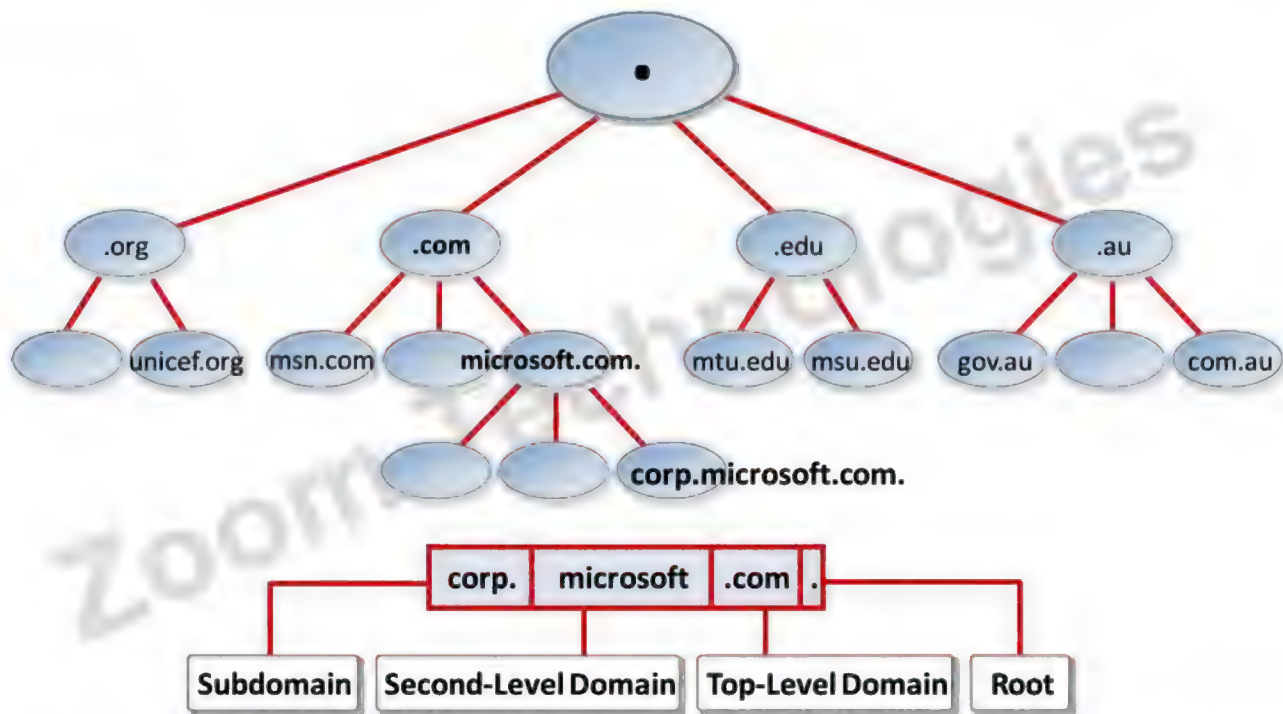 .
.org .com .edu .au
unicef.org msn.com microsoft.com. mtu.edu msu.edu gov.au com.au
corp.microsoft.com.
corp. microsoft .com .
Subdomain Second-Level Domain Top-Level Domain Root
Zoom Technologies